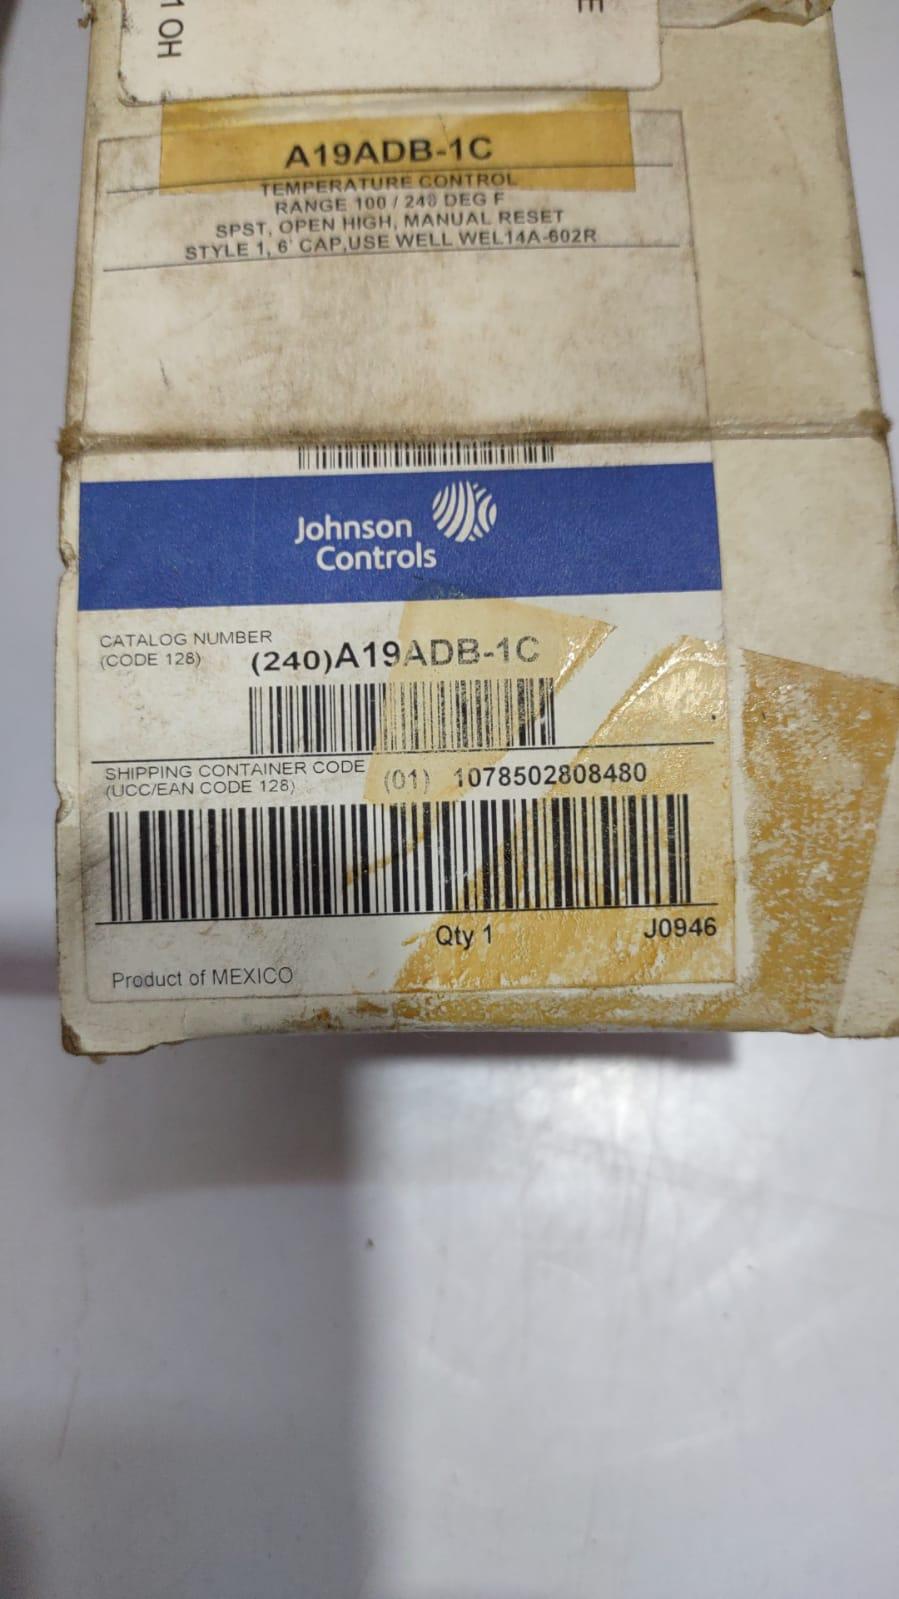 1 OH
E
A19ADB-1C
TEMPERATURE CONTROL
RANGE 100 / 240 DEG F
SPST, OPEN HIGH, MANUAL RESET
STYLE 1, 6' CAP,USE WELL WEL14A-602R
Johnson
Controls
CATALOG NUMBER
(CODE 128) (240)A19ADB-1C
SHIPPING CONTAINER CODE
(UCC/EAN CODE 128) (01) 1078502808480
Qty 1 J0946
Product of MEXICO